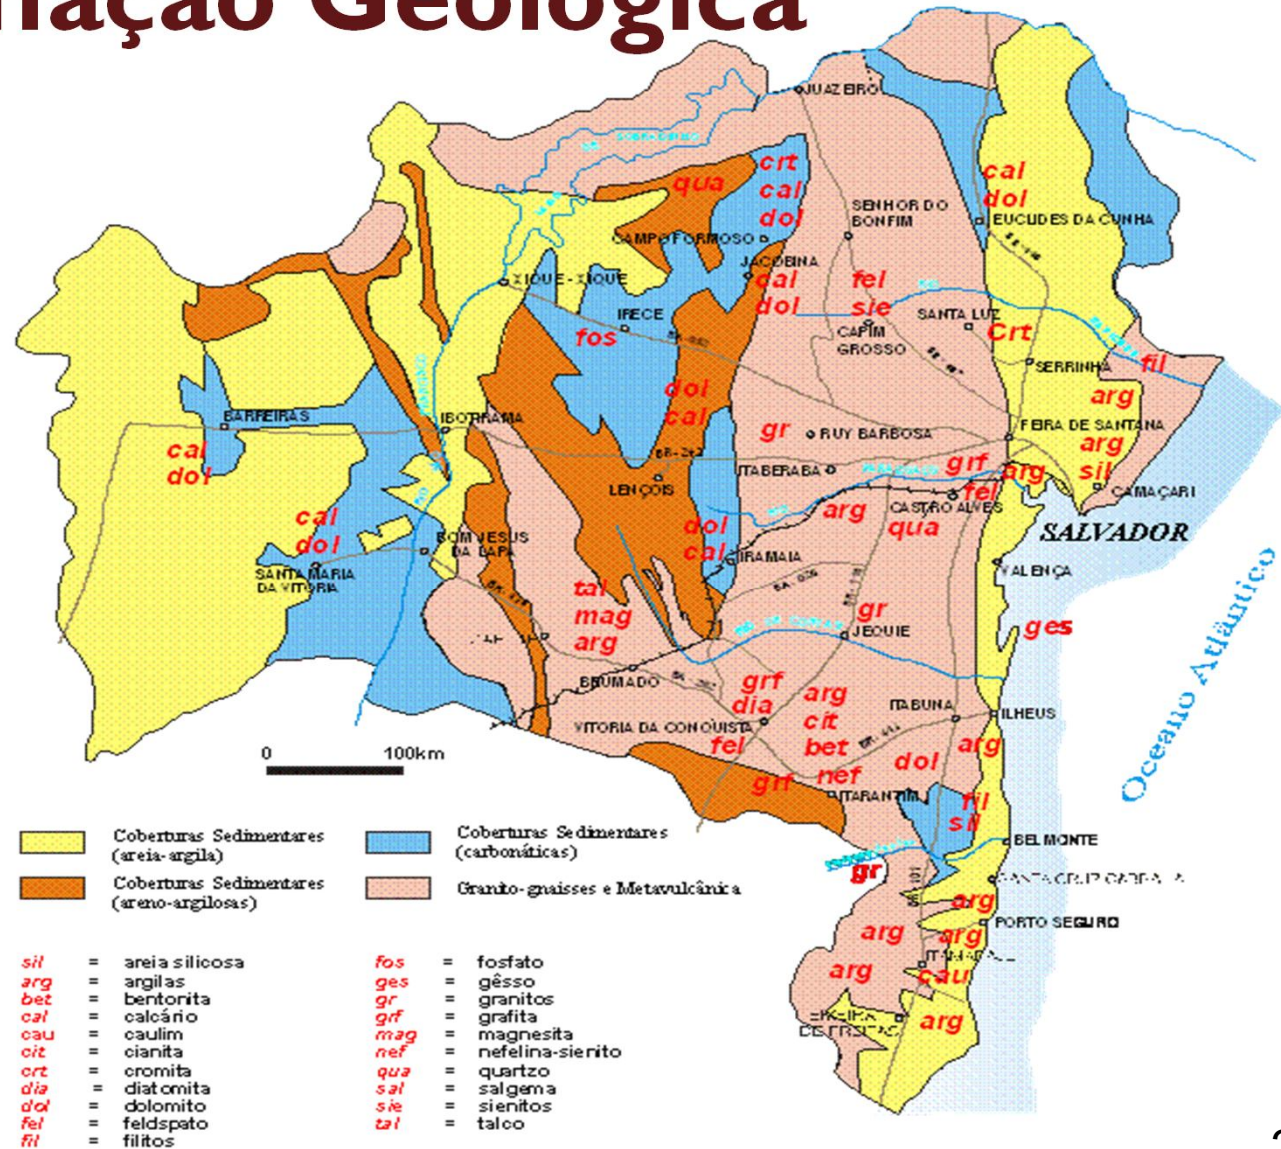 Geológica
JUAZEIRO
SOBRADINHO
crt
cal
dol
qua
cal
dol
SENHOR DO
BONFIM
EUCLIDES DA CUNHA
CAMPO FORMOSO
JACOBINA
XIQUE-XIQUE
cal
dol
fel
sie
IRECE
SANTA LUZ
fos
Crt
CAPIM
GROSSO
SERRINHA
fil
dol
cal
arg
BARREIRAS
IBOTIRAMA
gr
RUY BARBOSA
FEIRA DE SANTANA
arg
cal
dol
BR-242
ITABERABA
grf
arg
sil
LENÇOIS
fel
CAMAÇARI
CASTRO ALVES
arg
qua
cal
dol
dol
cal
SALVADOR
BOM JESUS
DA LAPA
IRAMAIA
SANTA MARIA
DA VITORIA
VALENÇA
tal
mag
arg
gr
ges
RIO DE CONTAS
JEQUIE
BRUMADO
grf
dia
arg
cit
bet
nef
ITABUNA
ILHEUS
VITORIA DA CONQUISTA
fel
dol
arg
grf
ITARANTIM
fil
sil
BELMONTE
gr
arg
PORTO SEGURO
arg
arg
arg
cau
arg
Oceano Atlântico
0 100km
Coberturas Sedimentares
(areia-argila)
Coberturas Sedimentares
(carbonáticas)
Coberturas Sedimentares
(areno-argilosas)
Granito-gnaisses e Metavulcânica
sil = areia silicosa
arg = argilas
bet = bentonita
cal = calcário
cau = caulim
cit = cianita
crt = cromita
dia = diatomita
dol = dolomito
fel = feldspato
fil = filitos
fos = fosfato
ges = gêsso
gr = granitos
grf = grafita
mag = magnesita
nef = nefelina-sienito
qua = quartzo
sal = salgema
sie = sienitos
tal = talco